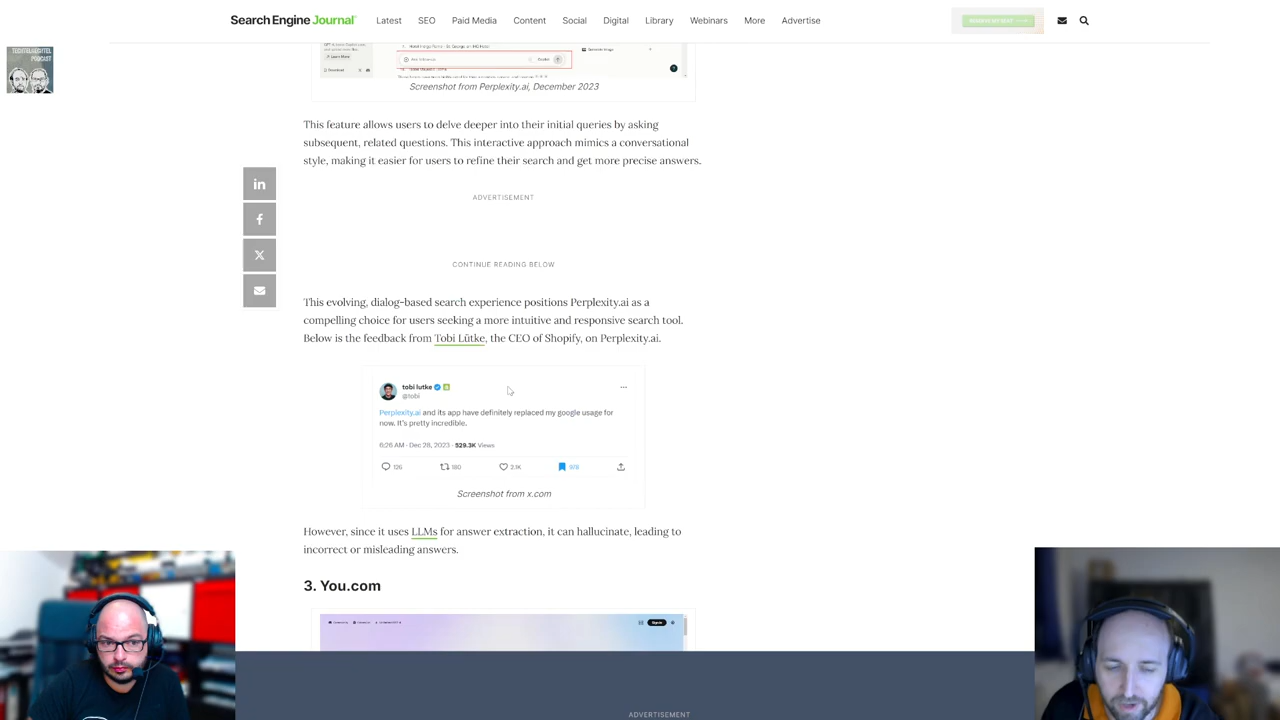 Search Engine Journal
Latest SEO Paid Media Content Social Digital Library Webinars More Advertise
PODCAST
Learn More
Download
Screenshot from Perplexity.ai, December 2023
This feature allows users to delve deeper into their initial queries by asking
subsequent, related questions. This interactive approach mimics a conversational
style, making it easier for users to refine their search and get more precise answers.
ADVERTISEMENT
CONTINUE READING BELOW
This evolving, dialog-based search experience positions Perplexity.ai as a
compelling choice for users seeking a more intuitive and responsive search tool.
Below is the feedback from Tobi Lütke, the CEO of Shopify, on Perplexity.ai.
tobi lutke
@tobi
Perplexity.ai and its app have definitely replaced my google usage for
now. It's pretty incredible.
6:26 AM · Dec 28, 2023 · 529.3K Views
Screenshot from x.com
However, since it uses LLMs for answer extraction, it can hallucinate, leading to
incorrect or misleading answers.
3. You.com
ADVERTISEMENT